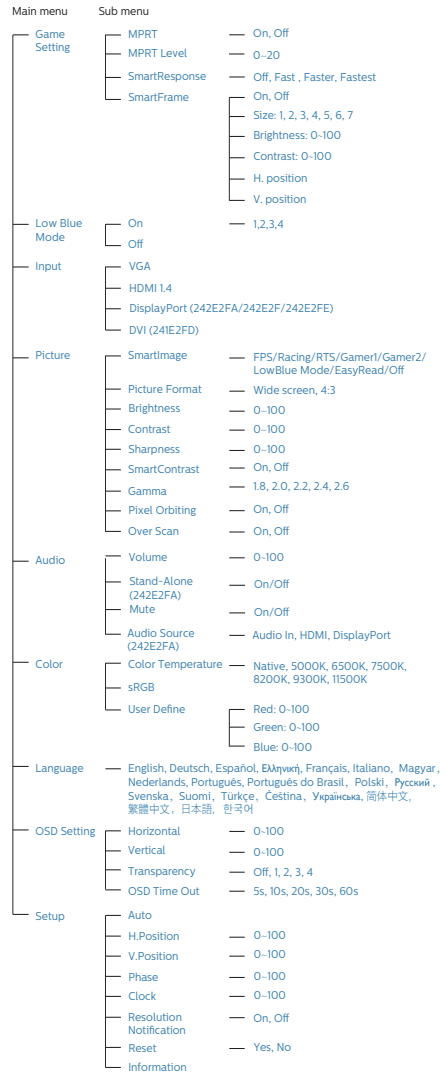 Main menu Sub menu
Game Setting MPRT On, Off
MPRT Level 0~20
SmartResponse Off, Fast , Faster, Fastest
SmartFrame On, Off
Size: 1, 2, 3, 4, 5, 6, 7
Brightness: 0~100
Contrast: 0~100
H. position
V. position
Low Blue Mode On 1,2,3,4
Off
Input VGA
HDMI 1.4
DisplayPort (242E2FA/242E2F/242E2FE)
DVI (241E2FD)
Picture SmartImage FPS/Racing/RTS/Gamer1/Gamer2/
LowBlue Mode/EasyRead/Off
Picture Format Wide screen, 4:3
Brightness 0~100
Contrast 0~100
Sharpness 0~100
SmartContrast On, Off
Gamma 1.8, 2.0, 2.2, 2.4, 2.6
Pixel Orbiting On, Off
Over Scan On, Off
Audio Volume 0~100
Stand-Alone On/Off
(242E2FA)
Mute On/Off
Audio Source Audio In, HDMI, DisplayPort
(242E2FA)
Color Color Temperature Native, 5000K, 6500K, 7500K,
8200K, 9300K, 11500K
sRGB
User Define Red: 0~100
Green: 0~100
Blue: 0~100
Language English, Deutsch, Español, Ελληνική, Français, Italiano, Magyar,
Nederlands, Português, Português do Brasil, Polski, Русский ,
Svenska, Suomi, Türkçe, Čeština, Українська, 简体中文,
繁體中文, 日本語, 한국어
OSD Setting Horizontal 0~100
Vertical 0~100
Transparency Off, 1, 2, 3, 4
OSD Time Out 5s, 10s, 20s, 30s, 60s
Setup Auto
H.Position 0~100
V.Position 0~100
Phase 0~100
Clock 0~100
Resolution On, Off
Notification
Reset Yes, No
Information